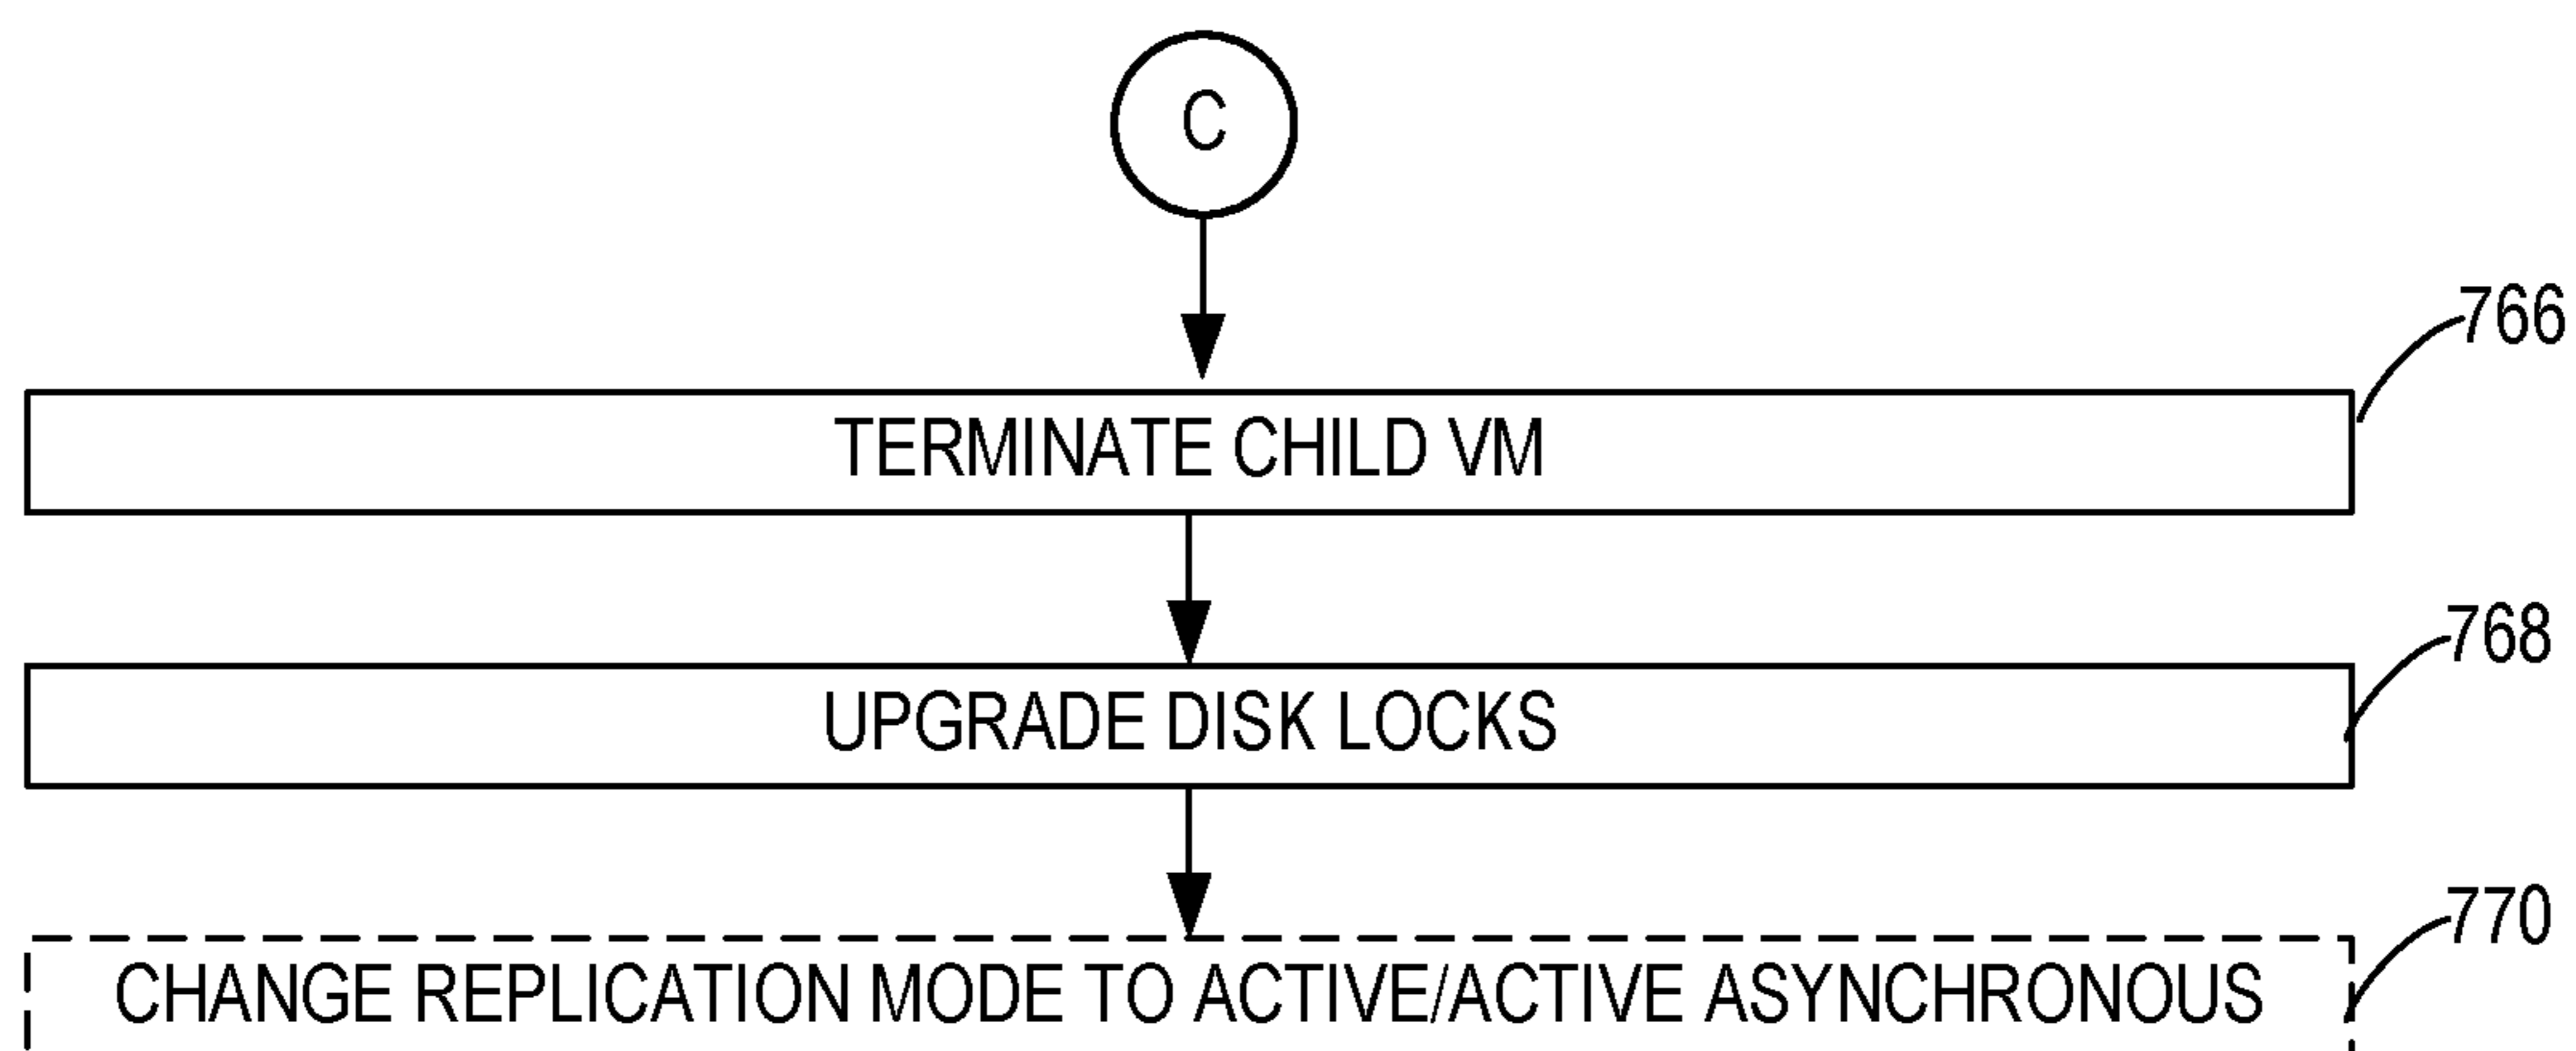 C
766
TERMINATE CHILD VM
768
UPGRADE DISK LOCKS
770
CHANGE REPLICATION MODE TO ACTIVE/ACTIVE ASYNCHRONOUS